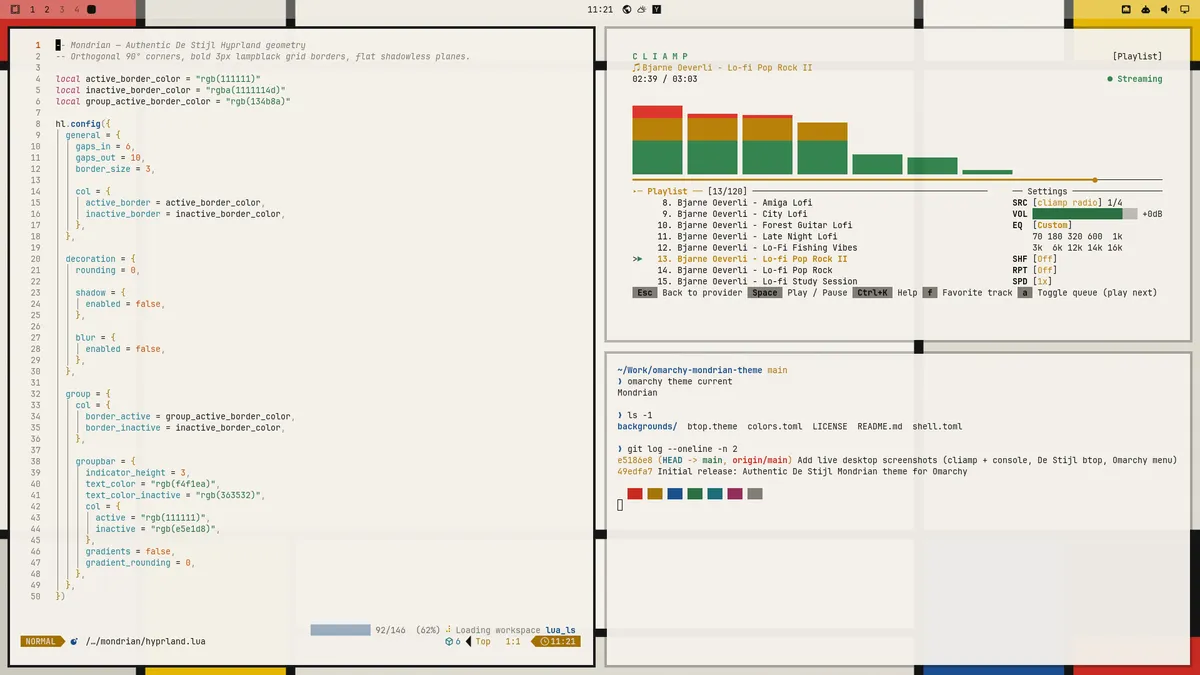 1 2 3 4
11:21
1 -- Mondrian — Authentic De Stijl Hyprland geometry
2 -- Orthogonal 90° corners, bold 3px lampblack grid borders, flat shadowless planes.
3
4 local active_border_color = "rgb(111111)"
5 local inactive_border_color = "rgba(1111114d)"
6 local group_active_border_color = "rgb(134b8a)"
7
8 hl.config({
9 general = {
10 gaps_in = 6,
11 gaps_out = 10,
12 border_size = 3,
13
14 col = {
15 active_border = active_border_color,
16 inactive_border = inactive_border_color,
17 },
18 },
19
20 decoration = {
21 rounding = 0,
22
23 shadow = {
24 enabled = false,
25 },
26
27 blur = {
28 enabled = false,
29 },
30 },
31
32 group = {
33 col = {
34 border_active = group_active_border_color,
35 border_inactive = inactive_border_color,
36 },
37
38 groupbar = {
39 indicator_height = 3,
40 text_color = "rgb(f4f1ea)",
41 text_color_inactive = "rgb(363532)",
42 col = {
43 active = "rgb(111111)",
44 inactive = "rgb(e5e1d8)",
45 },
46 gradients = false,
47 gradient_rounding = 0,
48 },
49 },
50 })
92/146 (62%) Loading workspace lua_ls
NORMAL /…/mondrian/hyprland.lua 6 Top 1:1 11:21
C L I A M P [Playlist]
Bjarne Oeverli - Lo-fi Pop Rock II
02:39 / 03:03 ● Streaming
Playlist [13/120]
8. Bjarne Oeverli - Amiga Lofi
9. Bjarne Oeverli - City Lofi
10. Bjarne Oeverli - Forest Guitar Lofi
11. Bjarne Oeverli - Late Night Lofi
12. Bjarne Oeverli - Lo-Fi Fishing Vibes
13. Bjarne Oeverli - Lo-fi Pop Rock II
14. Bjarne Oeverli - Lo-fi Pop Rock
15. Bjarne Oeverli - Lo-fi Study Session
Settings
SRC [cliamp radio] 1/4
VOL +0dB
EQ [Custom]
70 180 320 600 1k
3k 6k 12k 14k 16k
SHF [Off]
RPT [Off]
SPD [1x]
Esc Back to provider Space Play / Pause Ctrl+K Help f Favorite track a Toggle queue (play next)
~/Work/omarchy-mondrian-theme main
❯ omarchy theme current
Mondrian
❯ ls -1
backgrounds/ btop.theme colors.toml LICENSE README.md shell.toml
❯ git log --oneline -n 2
e5186e8 (HEAD -> main, origin/main) Add live desktop screenshots (cliamp + console, De Stijl btop, Omarchy menu)
49edfa7 Initial release: Authentic De Stijl Mondrian theme for Omarchy